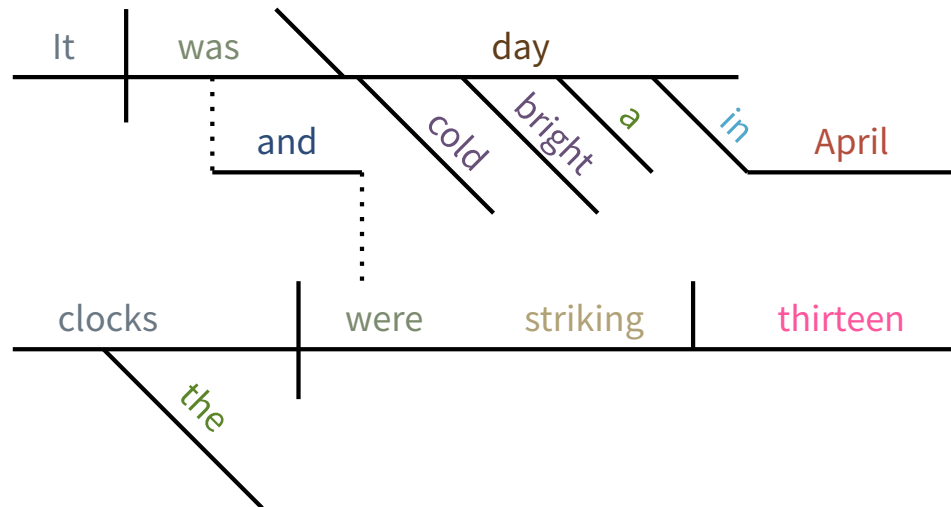 It was day
and cold bright a in April
clocks were striking thirteen
the